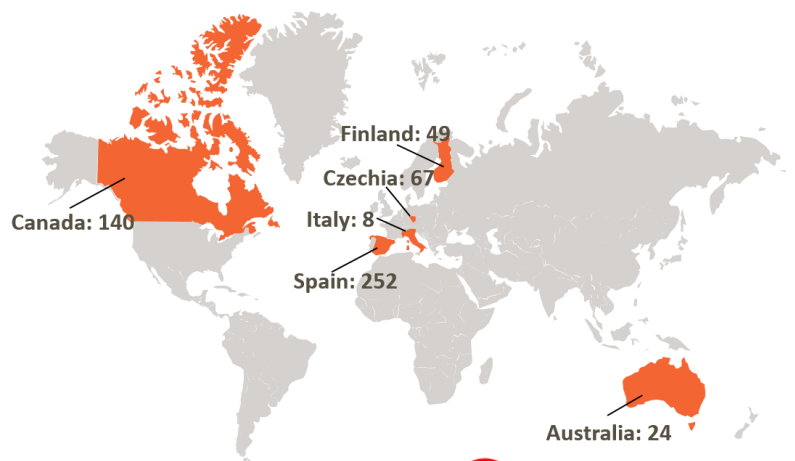 Finland: 49
Czechia: 67
Italy: 8
Canada: 140
Spain: 252
Australia: 24